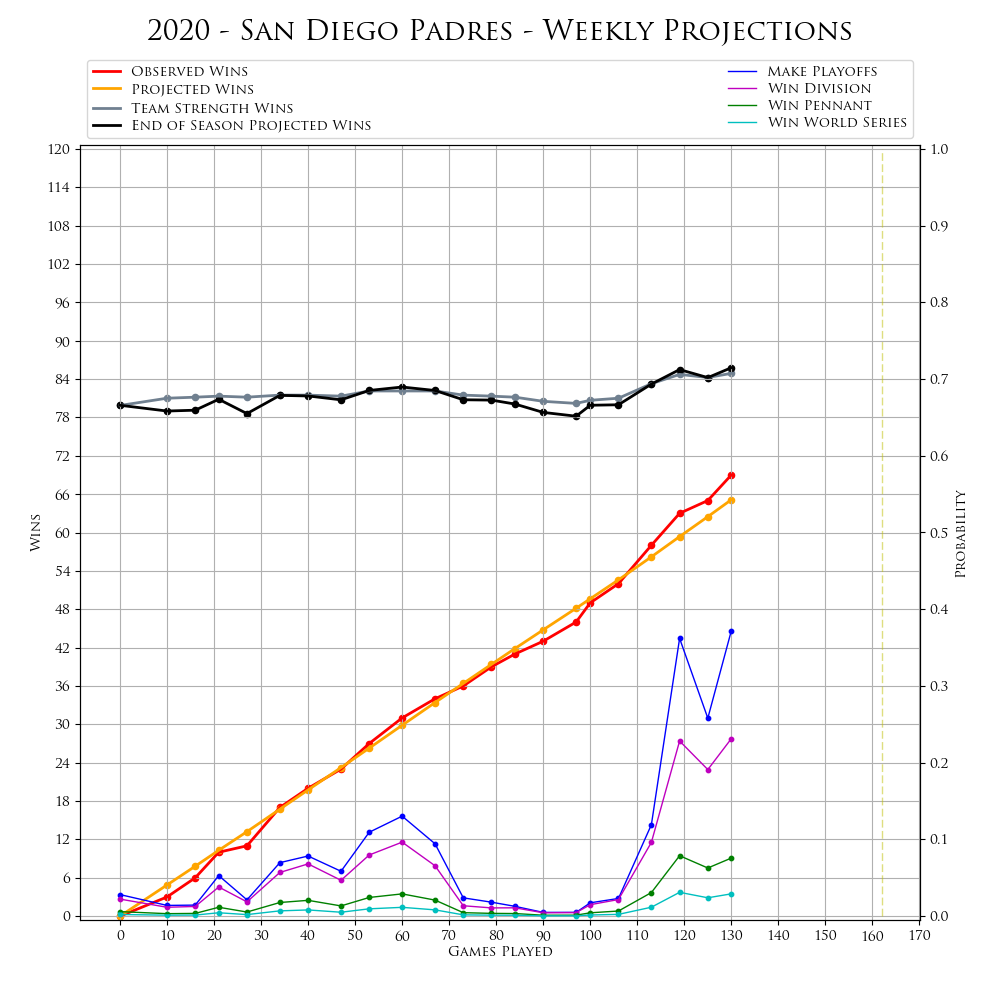 2020 - San Diego Padres - Weekly Projections
Observed Wins
Projected Wins
Team Strength Wins
End of Season Projected Wins
Make Playoffs
Win Division
Win Pennant
Win World Series
120
114
108
102
96
90
84
78
72
66
60
54
48
42
36
30
24
18
12
6
0
Wins
1.0
0.9
0.8
0.7
0.6
0.5
0.4
0.3
0.2
0.1
0.0
Probability
0 10 20 30 40 50 60 70 80 90 100 110 120 130 140 150 160 170
Games Played